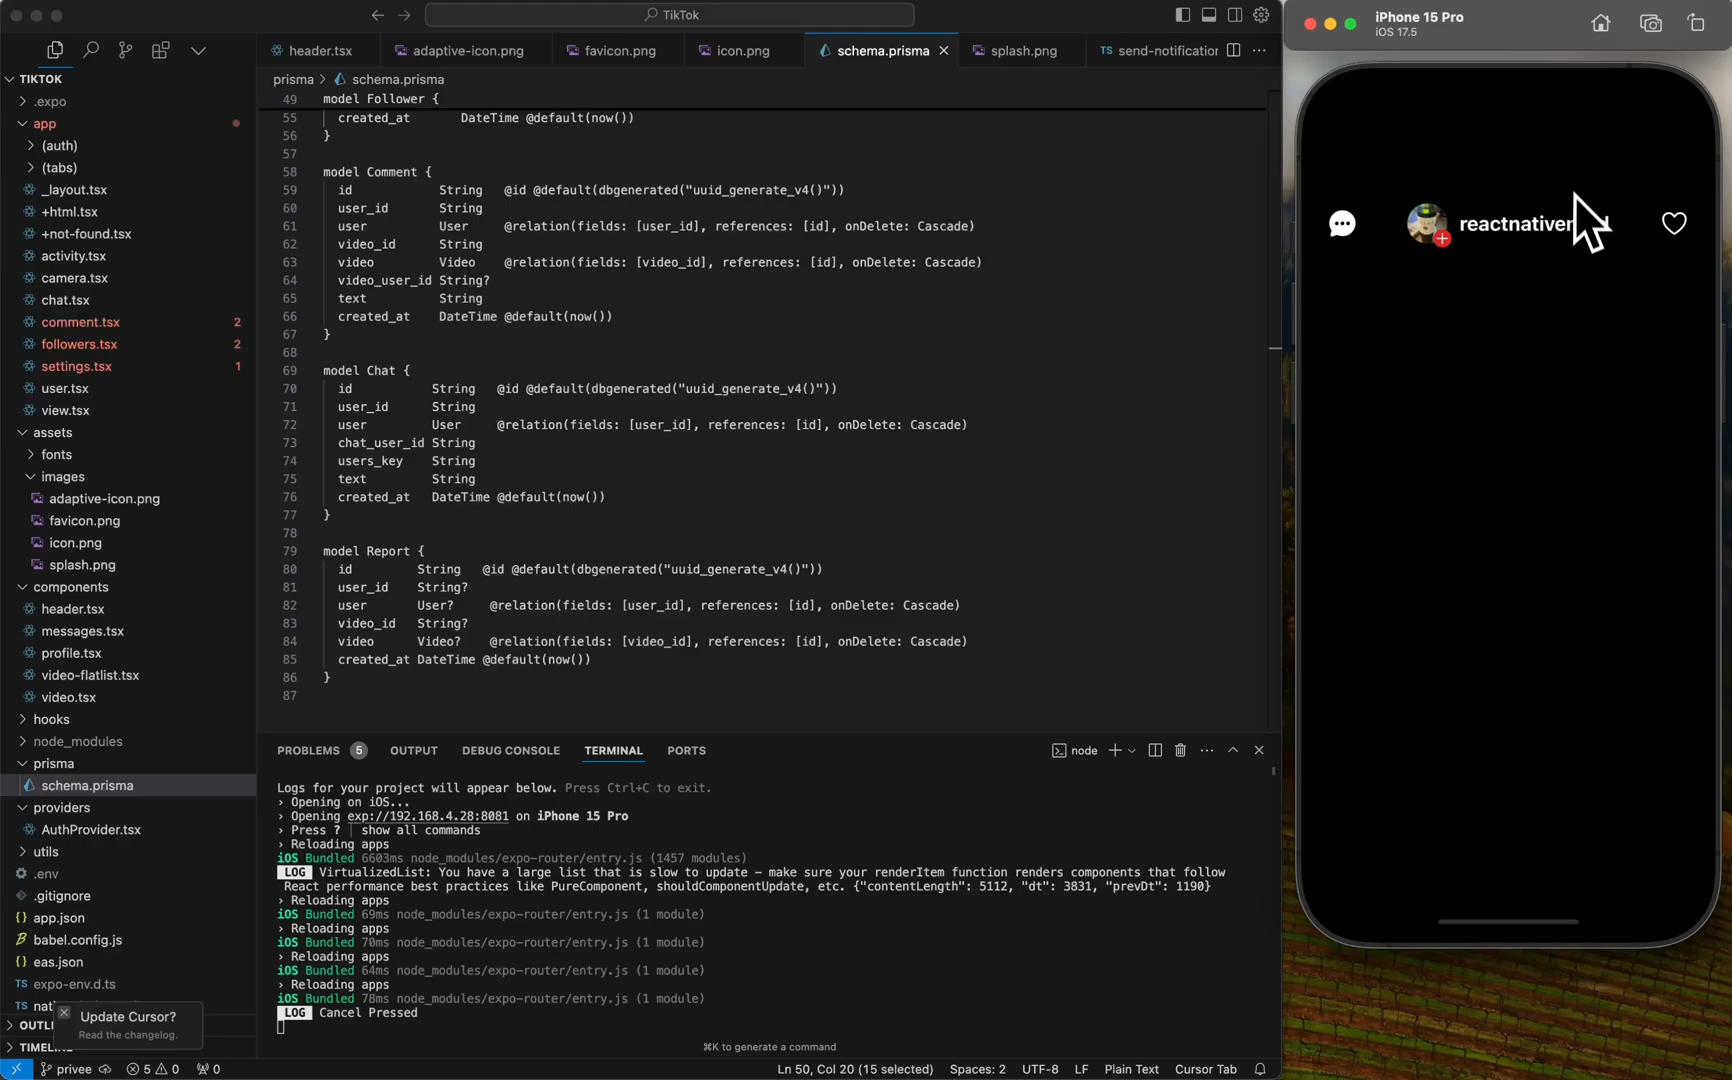 TikTok
iPhone 15 Pro
iOS 17.5
header.tsx
adaptive-icon.png
favicon.png
icon.png
schema.prisma
splash.png
TS send-notification
prisma > schema.prisma
TIKTOK
.expo
app
(auth)
(tabs)
_layout.tsx
+html.tsx
+not-found.tsx
activity.tsx
camera.tsx
chat.tsx
comment.tsx 2
followers.tsx 2
settings.tsx 1
user.tsx
view.tsx
assets
fonts
images
adaptive-icon.png
favicon.png
icon.png
splash.png
components
header.tsx
messages.tsx
profile.tsx
video-flatlist.tsx
video.tsx
hooks
node_modules
prisma
schema.prisma
providers
AuthProvider.tsx
utils
.env
.gitignore
{} app.json
babel.config.js
{} eas.json
TS expo-env.d.ts
TS nati
OUTLI
TIMELINE
Update Cursor?
Read the changelog.
49 model Follower {
55 created_at DateTime @default(now())
56 }
57
58 model Comment {
59 id String @id @default(dbgenerated("uuid_generate_v4()"))
60 user_id String
61 user User @relation(fields: [user_id], references: [id], onDelete: Cascade)
62 video_id String
63 video Video @relation(fields: [video_id], references: [id], onDelete: Cascade)
64 video_user_id String?
65 text String
66 created_at DateTime @default(now())
67 }
68
69 model Chat {
70 id String @id @default(dbgenerated("uuid_generate_v4()"))
71 user_id String
72 user User @relation(fields: [user_id], references: [id], onDelete: Cascade)
73 chat_user_id String
74 users_key String
75 text String
76 created_at DateTime @default(now())
77 }
78
79 model Report {
80 id String @id @default(dbgenerated("uuid_generate_v4()"))
81 user_id String?
82 user User? @relation(fields: [user_id], references: [id], onDelete: Cascade)
83 video_id String?
84 video Video? @relation(fields: [video_id], references: [id], onDelete: Cascade)
85 created_at DateTime @default(now())
86 }
87
reactnativer
PROBLEMS 5 OUTPUT DEBUG CONSOLE TERMINAL PORTS
node
Logs for your project will appear below. Press Ctrl+C to exit.
› Opening on iOS...
› Opening exp://192.168.4.28:8081 on iPhone 15 Pro
› Press ? | show all commands
› Reloading apps
iOS Bundled 6603ms node_modules/expo-router/entry.js (1457 modules)
LOG VirtualizedList: You have a large list that is slow to update - make sure your renderItem function renders components that follow
React performance best practices like PureComponent, shouldComponentUpdate, etc. {"contentLength": 5112, "dt": 3831, "prevDt": 1190}
› Reloading apps
iOS Bundled 69ms node_modules/expo-router/entry.js (1 module)
› Reloading apps
iOS Bundled 70ms node_modules/expo-router/entry.js (1 module)
› Reloading apps
iOS Bundled 64ms node_modules/expo-router/entry.js (1 module)
› Reloading apps
iOS Bundled 78ms node_modules/expo-router/entry.js (1 module)
LOG Cancel Pressed
⌘K to generate a command
privee 5 0 0
Ln 50, Col 20 (15 selected) Spaces: 2 UTF-8 LF Plain Text Cursor Tab